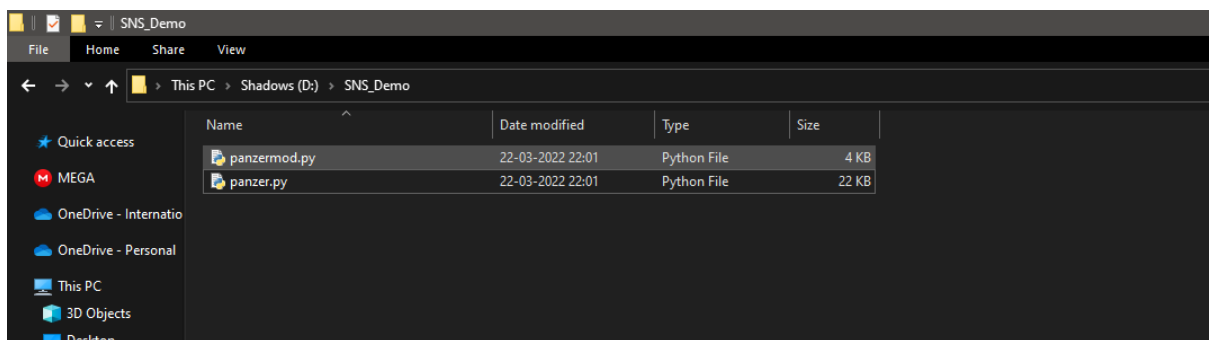 SNS_Demo
File Home Share View
This PC > Shadows (D:) > SNS_Demo
Name Date modified Type Size
Quick access
panzermod.py 22-03-2022 22:01 Python File 4 KB
MEGA
panzer.py 22-03-2022 22:01 Python File 22 KB
OneDrive - Internatio
OneDrive - Personal
This PC
3D Objects
Desktop